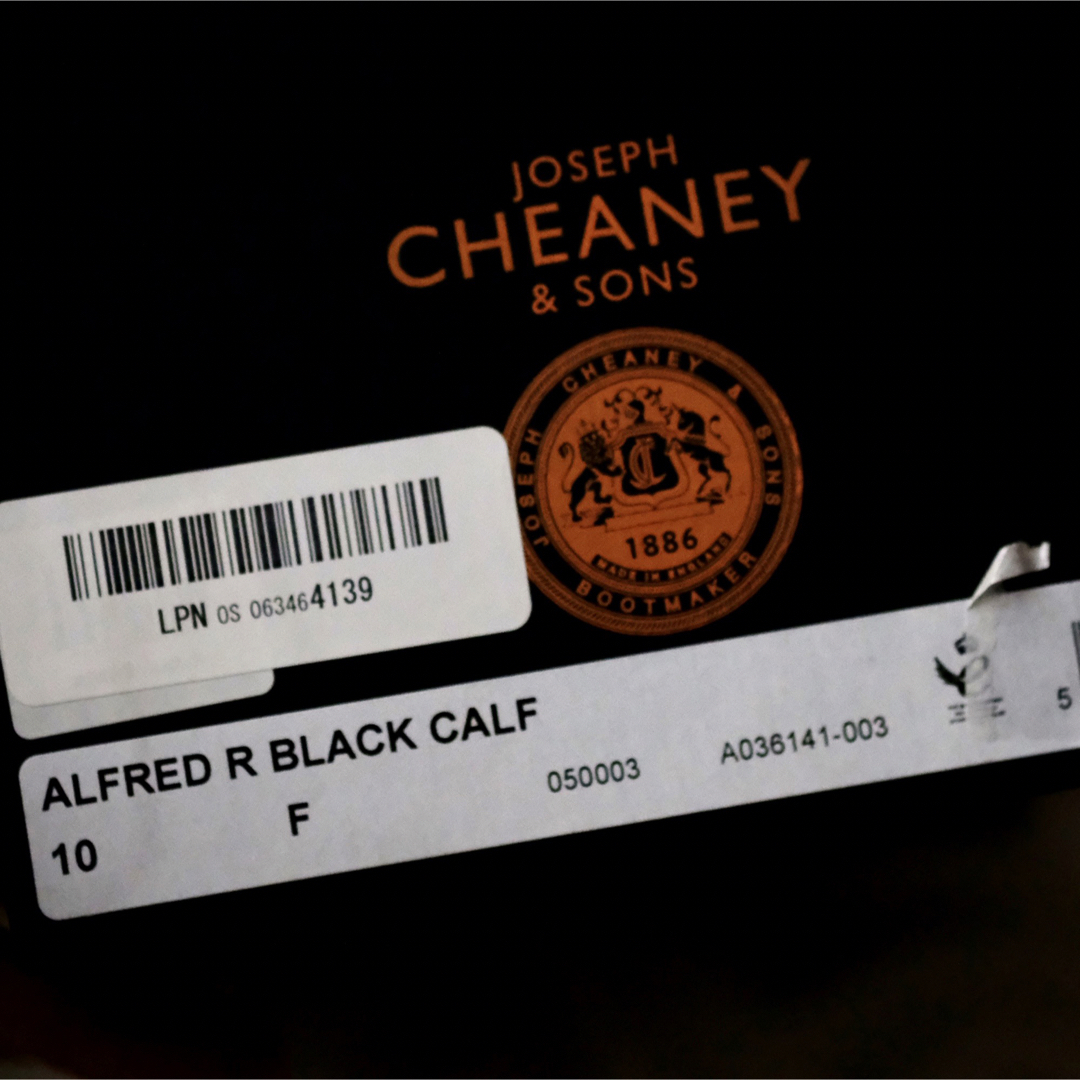 JOSEPH
CHEANEY
& SONS
JOSEPH CHEANEY & SONS
1886
MADE IN ENGLAND
BOOTMAKER
LPN OS 063464139
ALFRED R BLACK CALF
10 F 050003 A036141-003 5